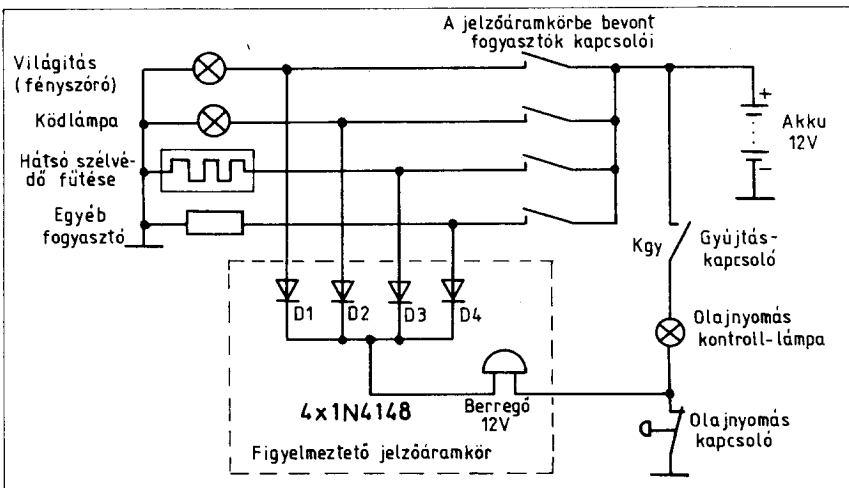 A jelzőáramkörbe bevont
fogyasztók kapcsolói
Világítás
(fényszóró)
Ködlámpa
Hátsó szélvé-
dő fűtése
Egyéb
fogyasztó
+
-
Akku
12V
Kgy
Gyújtás-
kapcsoló
D1
D2
D3
D4
Olajnyomás
kontroll-lámpa
4x1N4148
Berregő
12V
Olajnyomás
kapcsoló
Figyelmeztető jelzőáramkör